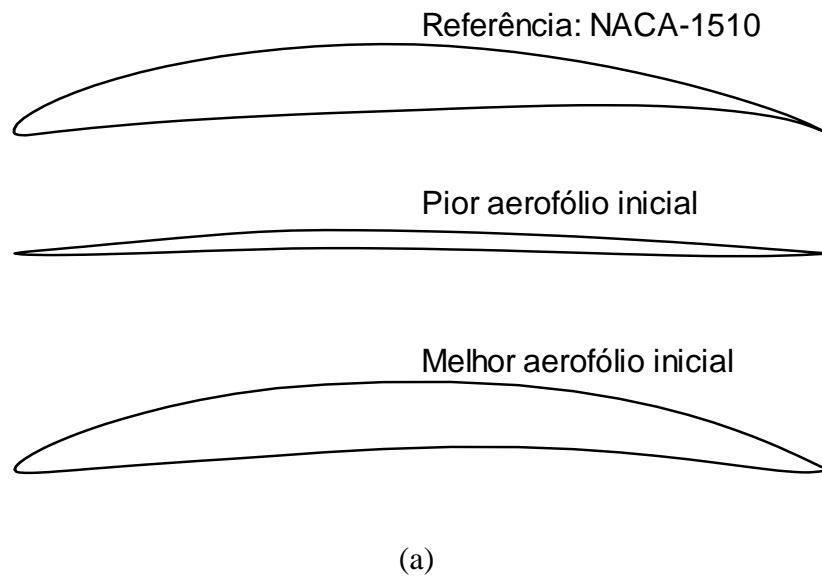 Referência: NACA-1510
Pior aerofólio inicial
Melhor aerofólio inicial
(a)